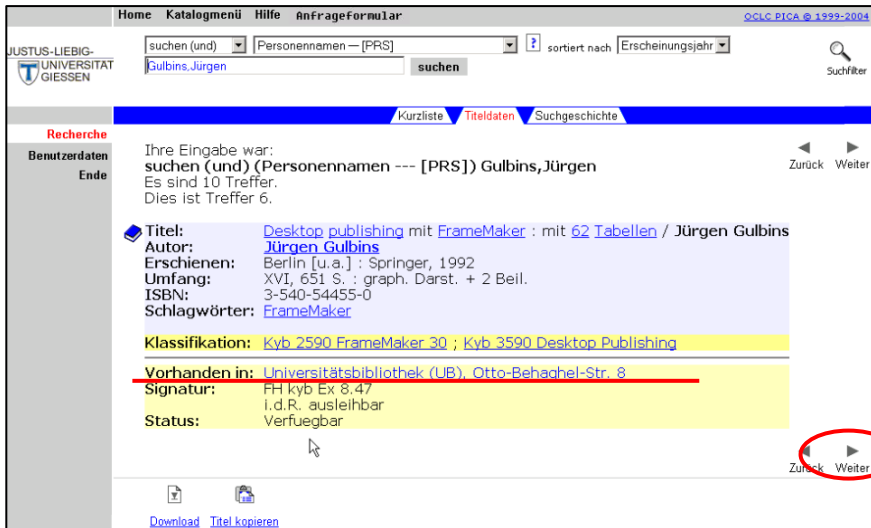 Home Katalogmenü Hilfe Anfrageformular OCLC PICA © 1999-2004
JUSTUS-LIEBIG-
UNIVERSITAT
GIESSEN
suchen (und) Personennamen — [PRS] ? sortiert nach Erscheinungsjahr
Gulbins,Jürgen suchen
Suchfilter
Kurzliste Titeldaten Suchgeschichte
Recherche
Benutzerdaten
Ende
Ihre Eingabe war:
suchen (und) (Personennamen --- [PRS]) Gulbins,Jürgen
Es sind 10 Treffer.
Dies ist Treffer 6.
Zurück Weiter
Titel: Desktop publishing mit FrameMaker : mit 62 Tabellen / Jürgen Gulbins
Autor: Jürgen Gulbins
Erschienen: Berlin [u.a.] : Springer, 1992
Umfang: XVI, 651 S. : graph. Darst. + 2 Beil.
ISBN: 3-540-54455-0
Schlagwörter: FrameMaker
Klassifikation: Kyb 2590 FrameMaker 30 ; Kyb 3590 Desktop Publishing
Vorhanden in: Universitätsbibliothek (UB), Otto-Behaghel-Str. 8
Signatur: FH kyb Ex 8.47
i.d.R. ausleihbar
Status: Verfuegbar
Zurück Weiter
Download Titel kopieren